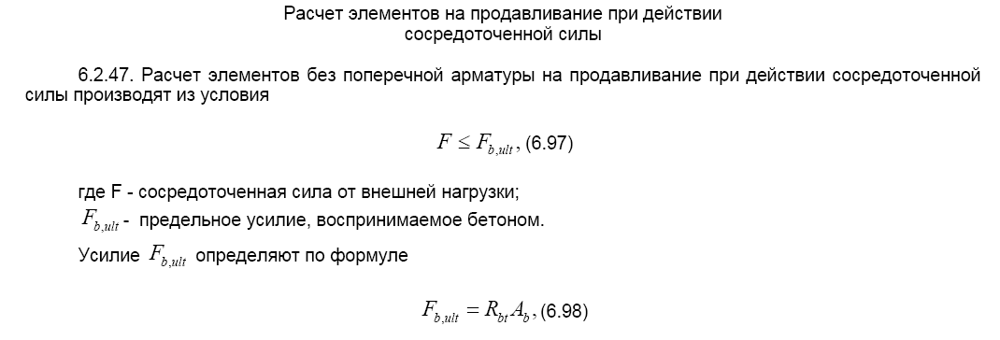 Расчет элементов на продавливание при действии
сосредоточенной силы
6.2.47. Расчет элементов без поперечной арматуры на продавливание при действии сосредоточенной
силы производят из условия
F ≤ F_{b,ult}, (6.97)
где F - сосредоточенная сила от внешней нагрузки;
F_{b,ult} - предельное усилие, воспринимаемое бетоном.
Усилие F_{b,ult} определяют по формуле
F_{b,ult} = R_{bt} A_{b}, (6.98)